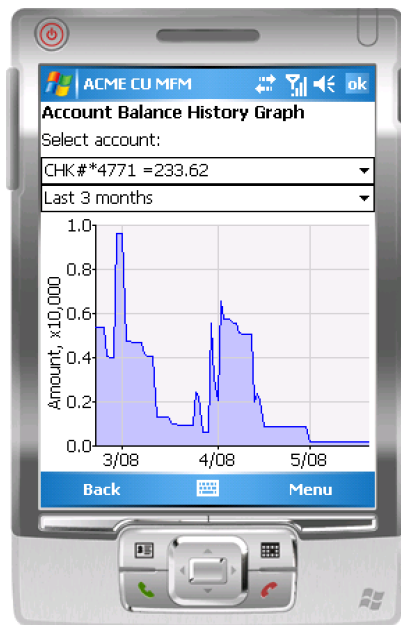 ACME CU MFM ok
Account Balance History Graph
Select account:
CHK#*4771 =233.62
Last 3 months
1.0
0.8
0.6
0.4
0.2
0.0
Amount, x10,000
3/08 4/08 5/08
Back Menu